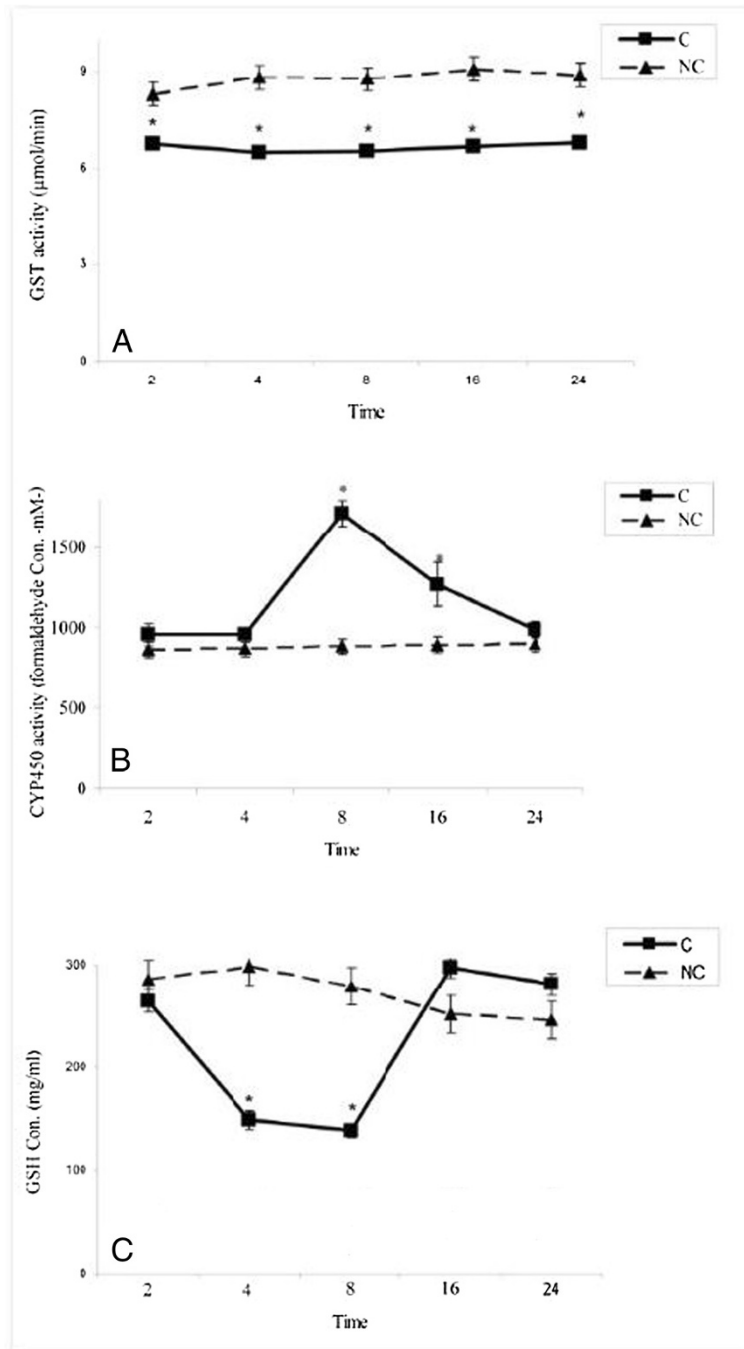 C
NC
GST activity (µmol/min)
9
6
3
0
A
*
*
*
*
*
2 4 8 16 24
Time
C
NC
CYP450 activity (formaldehyde Con. -mM-)
1500
1000
500
0
B
*
*
2 4 8 16 24
Time
C
NC
GSH Con. (mg/ml)
300
200
100
0
C
*
*
2 4 8 16 24
Time